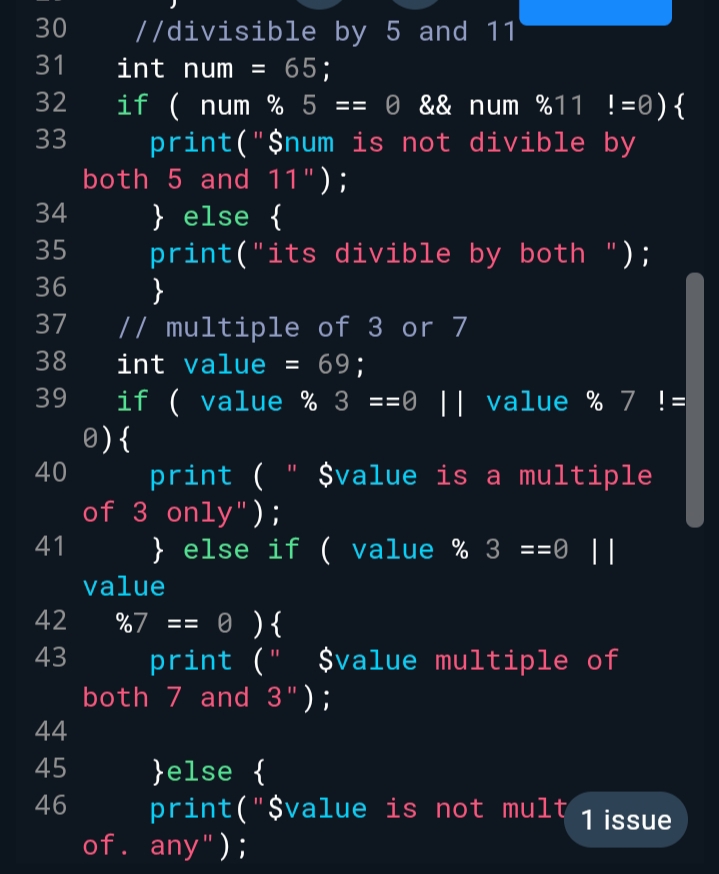 30 //divisible by 5 and 11
31 int num = 65;
32 if ( num % 5 == 0 && num %11 !=0){
33 print("$num is not divible by
both 5 and 11");
34 } else {
35 print("its divible by both ");
36 }
37 // multiple of 3 or 7
38 int value = 69;
39 if ( value % 3 ==0 || value % 7 !=
0){
40 print ( " $value is a multiple
of 3 only");
41 } else if ( value % 3 ==0 ||
value
42 %7 == 0 ){
43 print ("  $value multiple of
both 7 and 3");
44
45 }else {
46 print("$value is not mult
of. any");
1 issue